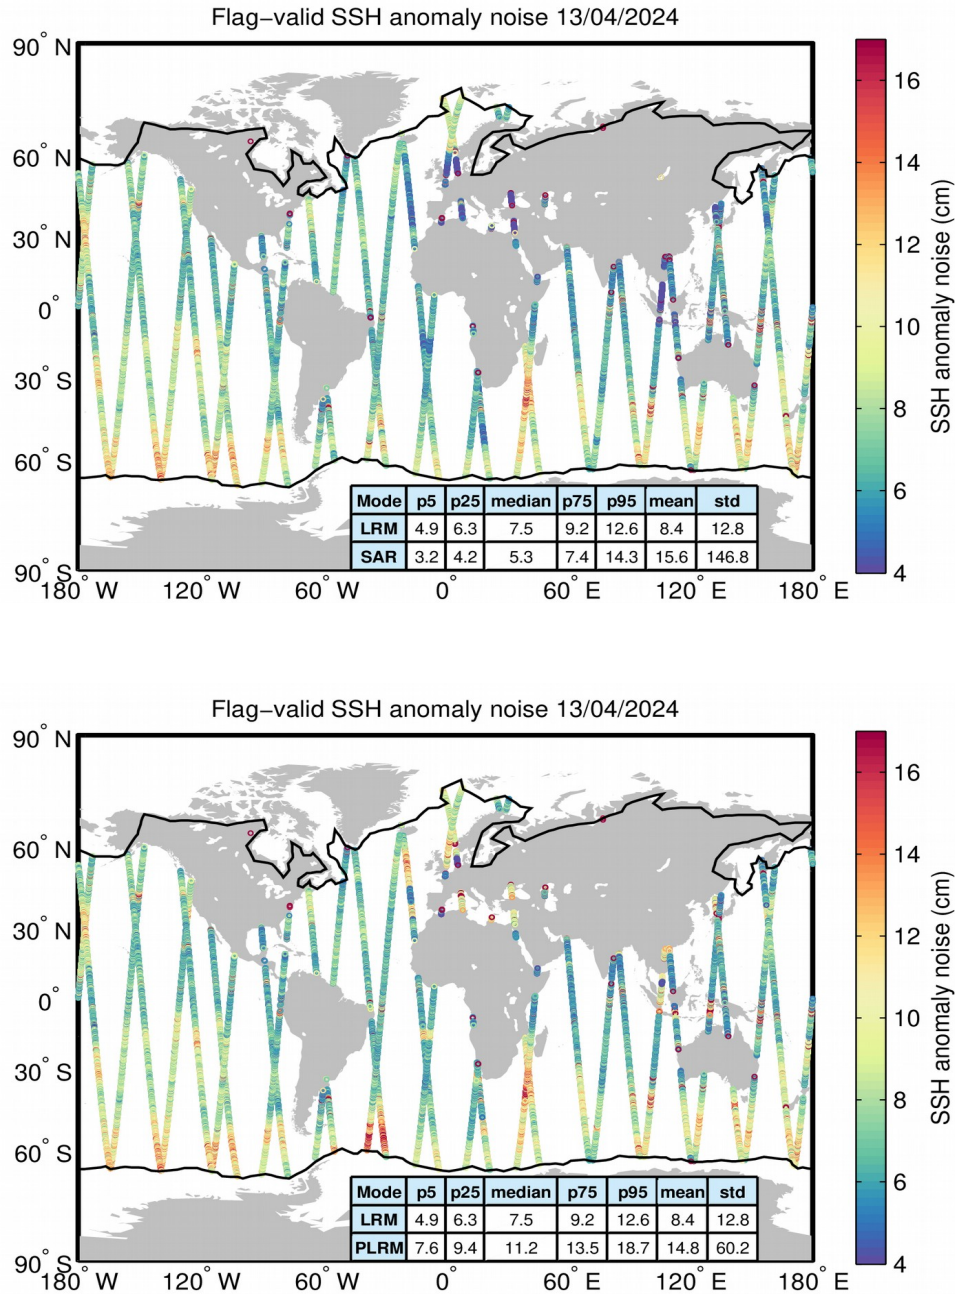 Flag−valid SSH anomaly noise 13/04/2024
90° N
60° N
30° N
0°
30° S
60° S
90° S
180° W 120° W 60° W 0° 60° E 120° E 180° E
Mode p5 p25 median p75 p95 mean std
LRM 4.9 6.3 7.5 9.2 12.6 8.4 12.8
SAR 3.2 4.2 5.3 7.4 14.3 15.6 146.8
16
14
12
10
8
6
4
SSH anomaly noise (cm)
Flag−valid SSH anomaly noise 13/04/2024
90° N
60° N
30° N
0°
30° S
60° S
90° S
180° W 120° W 60° W 0° 60° E 120° E 180° E
Mode p5 p25 median p75 p95 mean std
LRM 4.9 6.3 7.5 9.2 12.6 8.4 12.8
PLRM 7.6 9.4 11.2 13.5 18.7 14.8 60.2
16
14
12
10
8
6
4
SSH anomaly noise (cm)